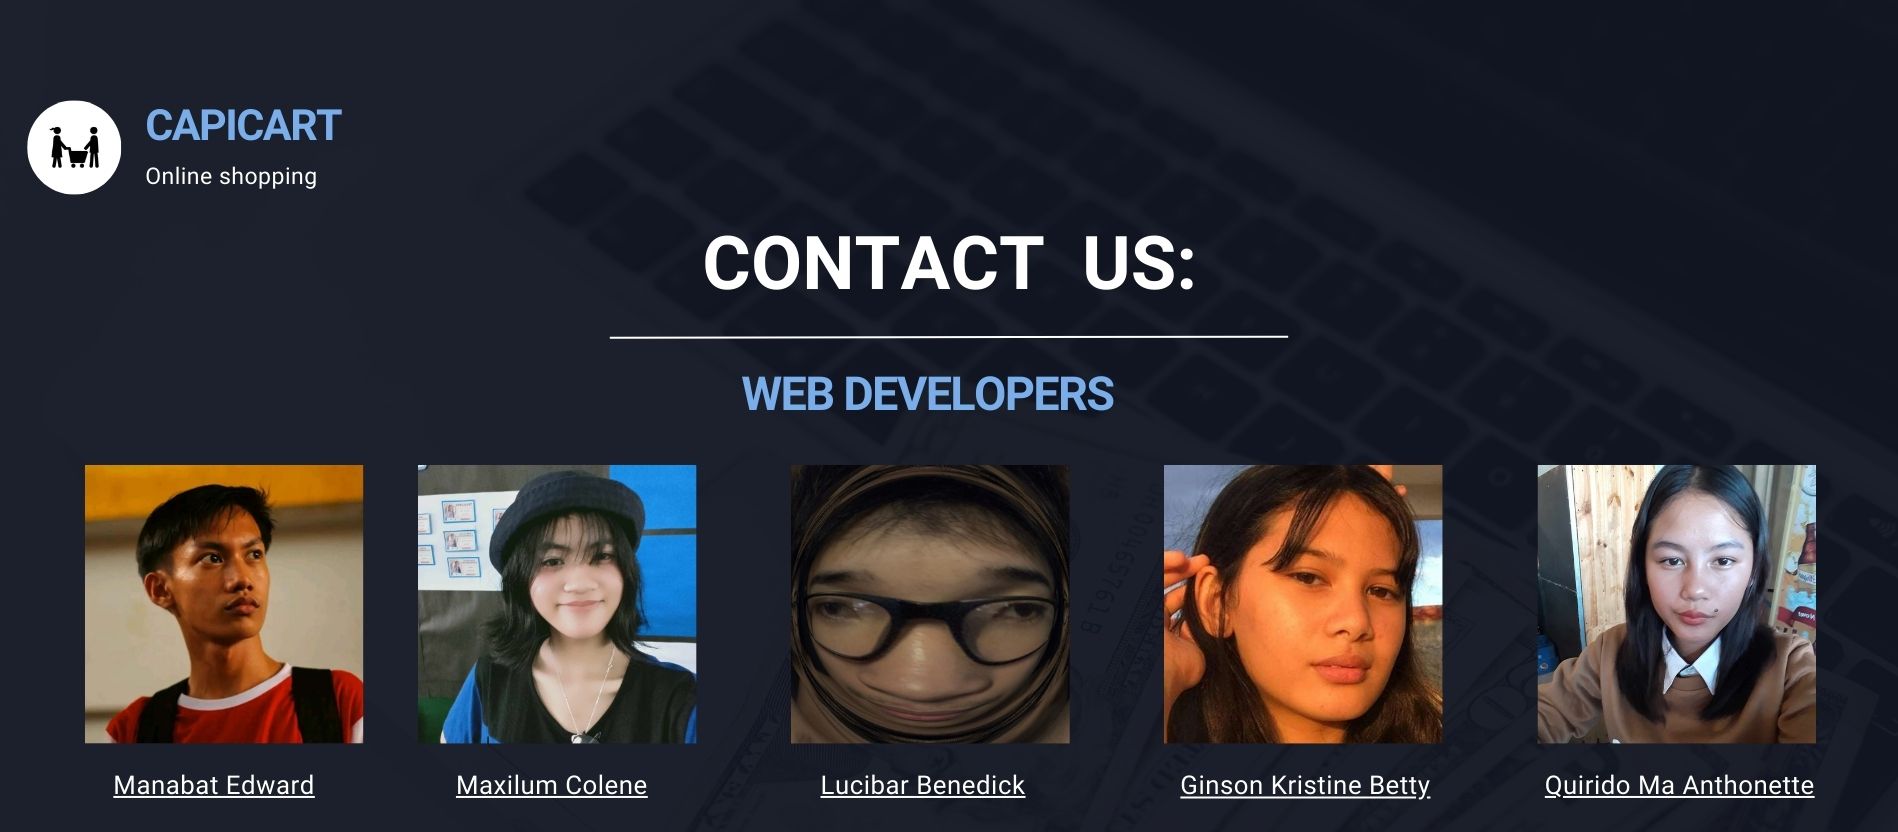 CAPICART
Online shopping
CONTACT US:
WEB DEVELOPERS
Manabat Edward
Maxilum Colene
Lucibar Benedick
Ginson Kristine Betty
Quirido Ma Anthonette